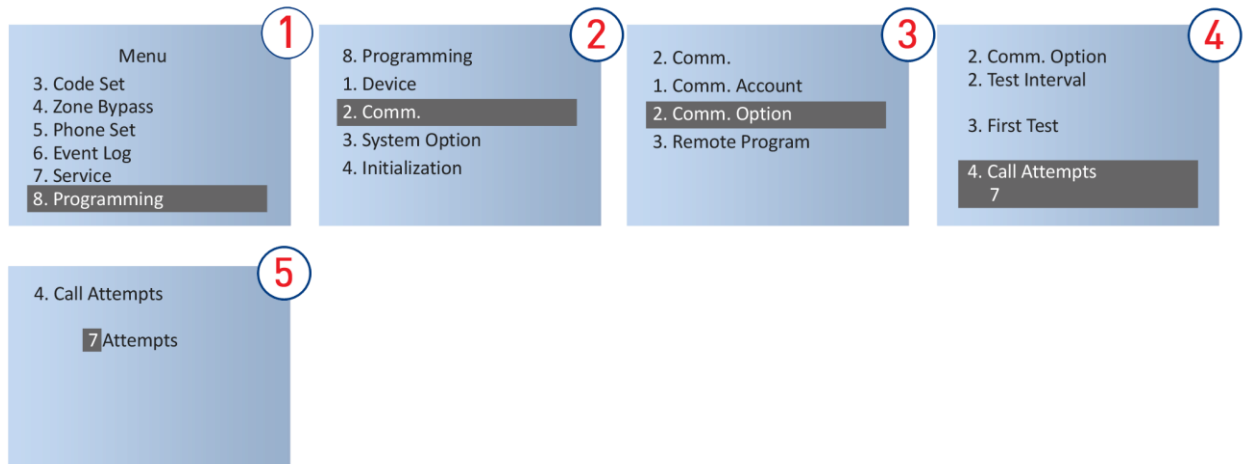 1
Menu
3. Code Set
4. Zone Bypass
5. Phone Set
6. Event Log
7. Service
8. Programming
2
8. Programming
1. Device
2. Comm.
3. System Option
4. Initialization
3
2. Comm.
1. Comm. Account
2. Comm. Option
3. Remote Program
4
2. Comm. Option
2. Test Interval
3. First Test
4. Call Attempts
7
5
4. Call Attempts
7 Attempts